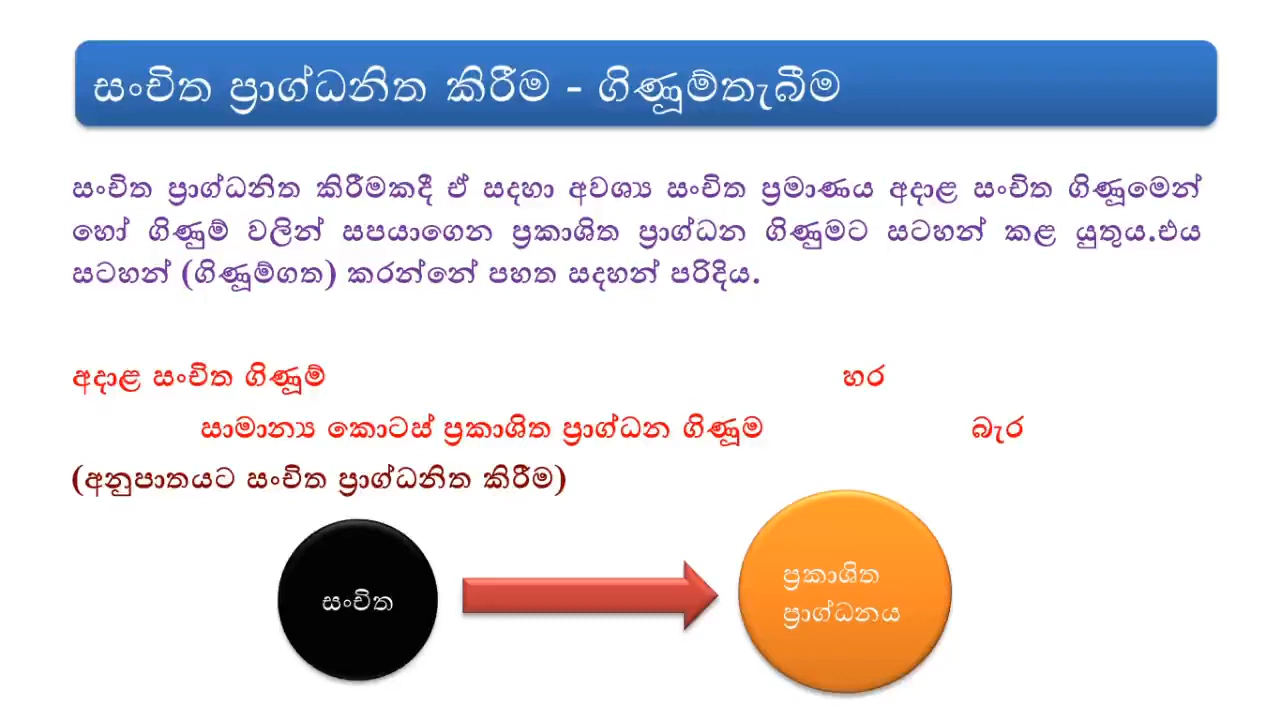 සංචිත ප්‍රාග්ධනිත කිරීම - ගිණූම්තැබීම
සංචිත ප්‍රාග්ධනිත කිරීමකදී ඒ සදහා අවශ්‍ය සංචිත ප්‍රමාණය අදාළ සංචිත ගිණූමෙන්
හෝ ගිණුම් වලින් සපයාගෙන ප්‍රකාශිත ප්‍රාග්ධන ගිණුමට සටහන් කළ යුතුය.එය
සටහන් (ගිණූම්ගත) කරන්නේ පහත සදහන් පරිදිය.
අදාළ සංචිත ගිණූම් හර
සාමාන්‍ය කොටස් ප්‍රකාශිත ප්‍රාග්ධන ගිණූම බැර
(අනුපාතයට සංචිත ප්‍රාග්ධනිත කිරීම)
සංචිත
ප්‍රකාශිත
ප්‍රාග්ධනය